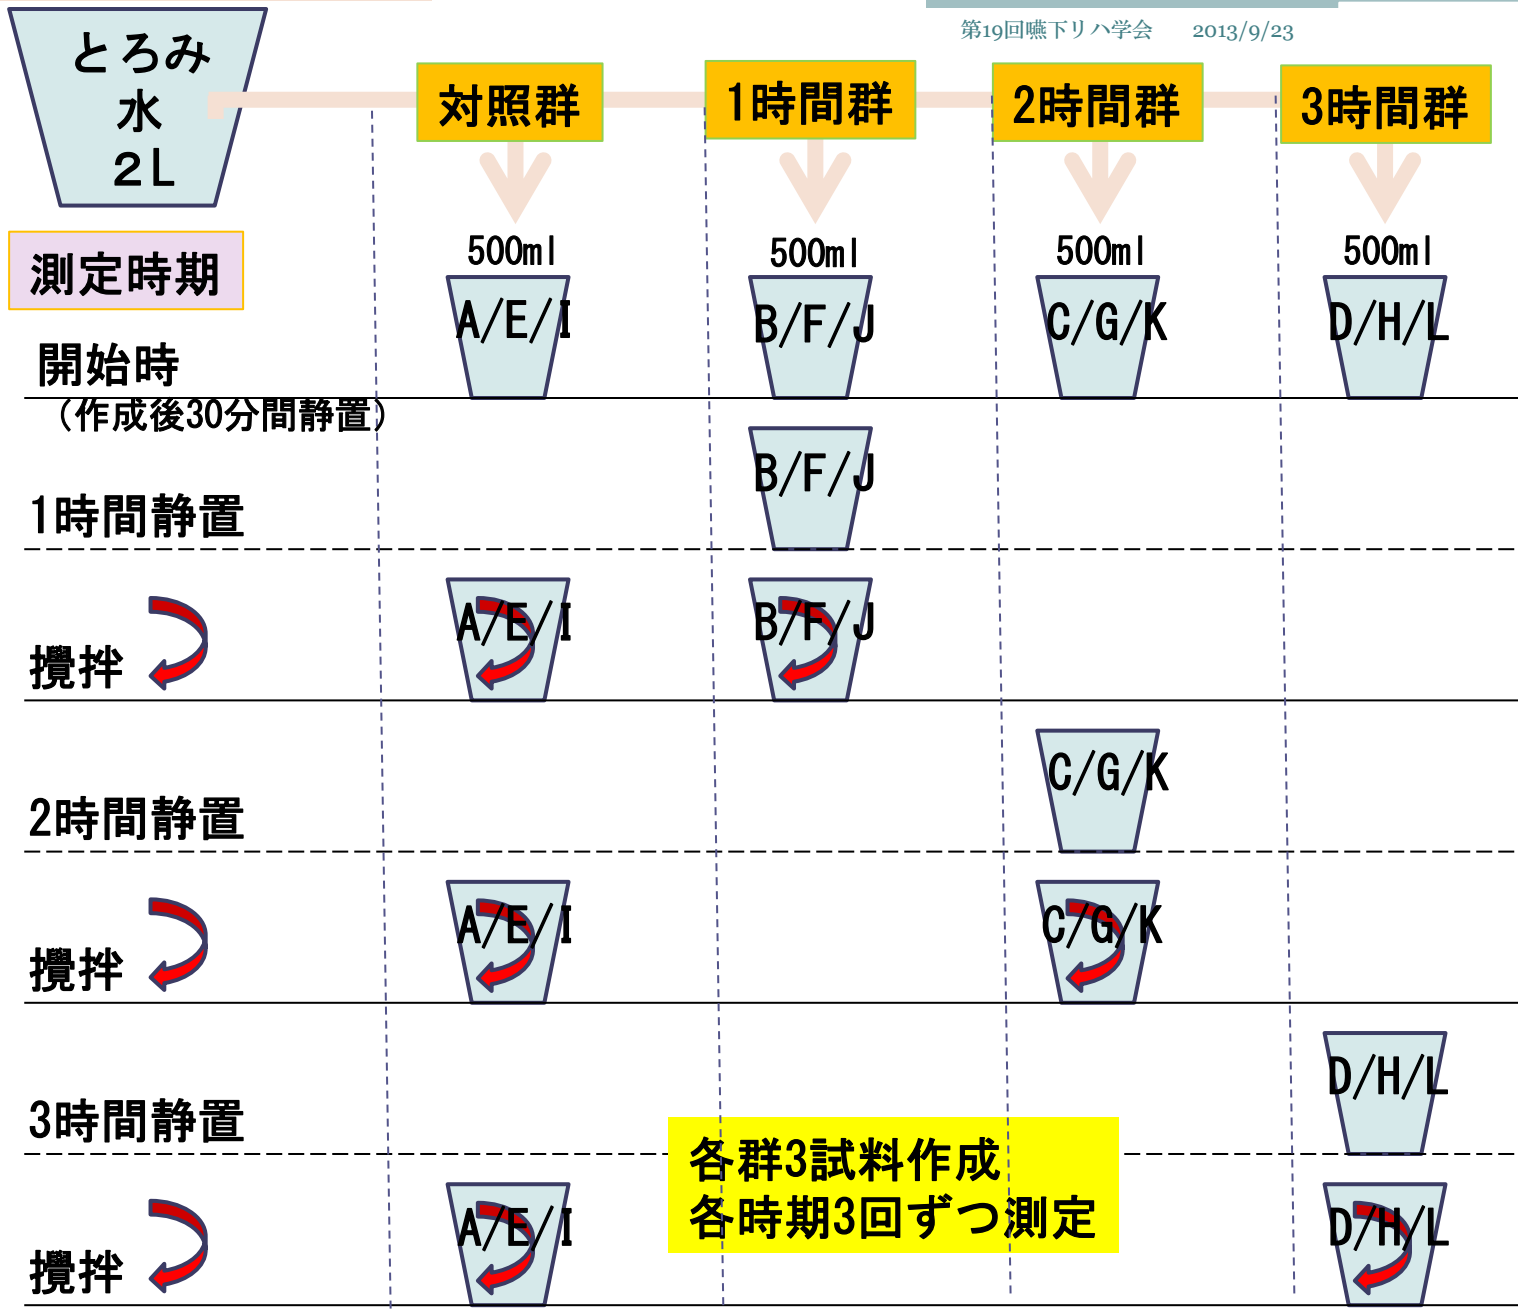 第19回嚥下リハ学会 2013/9/23
とろみ
水
２L
対照群
1時間群
2時間群
3時間群
測定時期
500ml
500ml
500ml
500ml
A/E/I
B/F/J
C/G/K
D/H/L
開始時
（作成後30分間静置）
B/F/J
1時間静置
攪拌
A/E/I
B/F/J
C/G/K
2時間静置
攪拌
A/E/I
C/G/K
D/H/L
3時間静置
各群3試料作成
各時期3回ずつ測定
攪拌
A/E/I
D/H/L